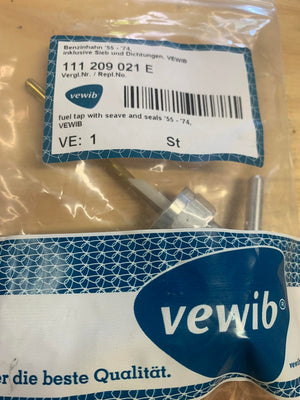 Benzinhahn '55 - '74,
inklusive Sieb und Dichtungen, VEWIB
111 209 021 E
Vergl.Nr. / Repl.No.
vewib
fuel tap with seave and seals '55 - '74,
VEWIB
VE: 1 St
vewib
er die beste Qualität.